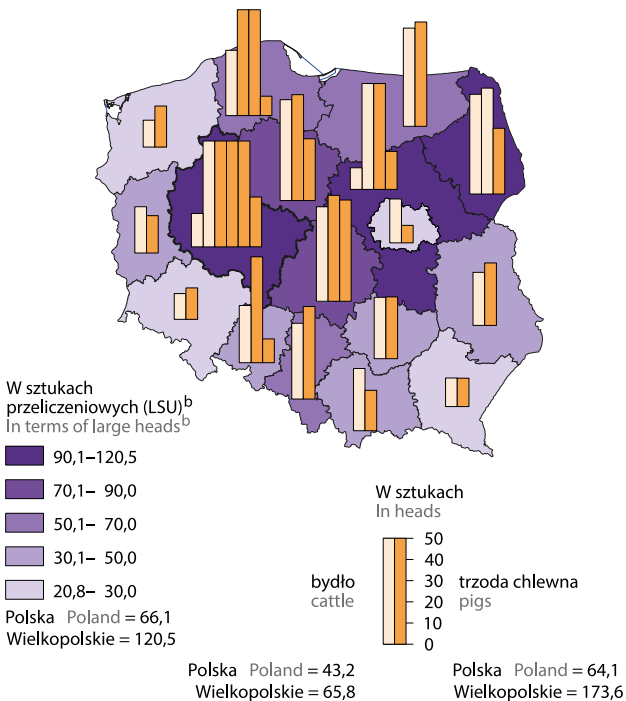 W sztukach
przeliczeniowych (LSU)b
In terms of large headsb
90,1–120,5
70,1– 90,0
50,1– 70,0
30,1– 50,0
20,8– 30,0
Polska Poland = 66,1
Wielkopolskie = 120,5
W sztukach
In heads
bydło
cattle
50
40
30
20
10
0
trzoda chlewna
pigs
Polska Poland = 43,2
Wielkopolskie = 65,8
Polska Poland = 64,1
Wielkopolskie = 173,6